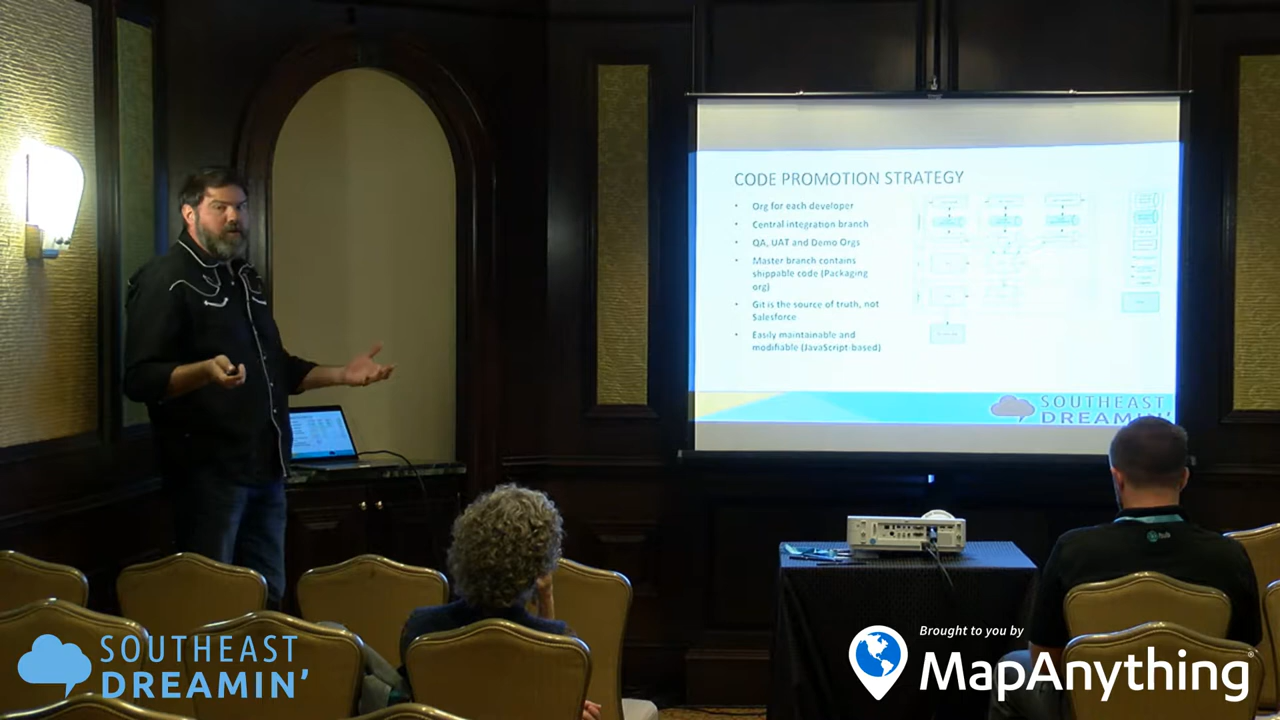 CODE PROMOTION STRATEGY
• Org for each developer
• Central integration branch
• QA, UAT and Demo Orgs
• Master branch contains
shippable code (Packaging
org)
• Git is the source of truth, not
Salesforce
• Easily maintainable and
modifiable (JavaScript-based)
SOUTHEAST
DREAMIN'
SOUTHEAST
DREAMIN'
Brought to you by
MapAnything®